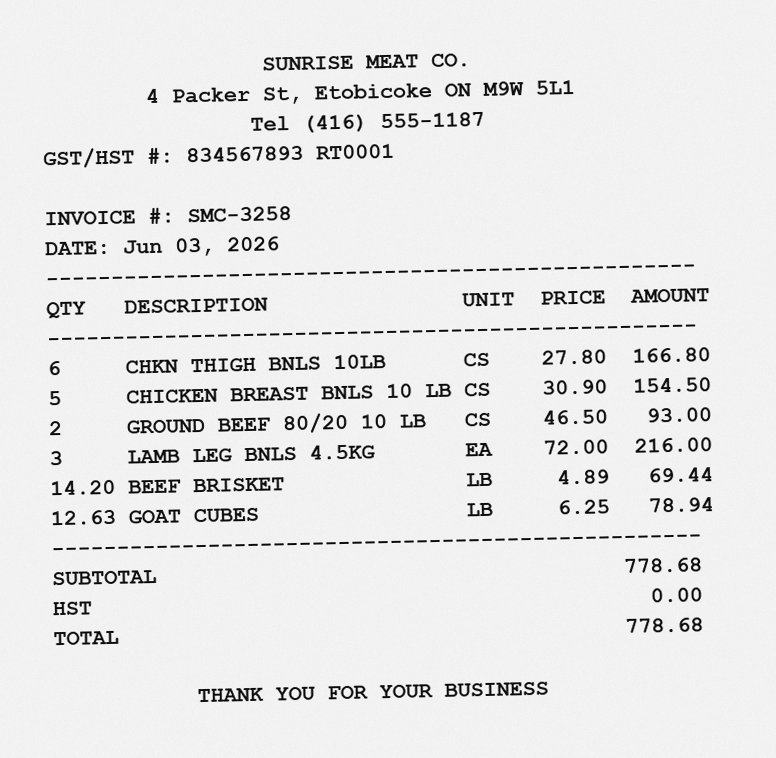 SUNRISE MEAT CO.
4 Packer St, Etobicoke ON M9W 5L1
Tel (416) 555-1187
GST/HST #: 834567893 RT0001
INVOICE #: SMC-3258
DATE: Jun 03, 2026
--------------------------------------------------
QTY DESCRIPTION UNIT PRICE AMOUNT
--------------------------------------------------
6 CHKN THIGH BNLS 10LB CS 27.80 166.80
5 CHICKEN BREAST BNLS 10 LB CS 30.90 154.50
2 GROUND BEEF 80/20 10 LB CS 46.50 93.00
3 LAMB LEG BNLS 4.5KG EA 72.00 216.00
14.20 BEEF BRISKET LB 4.89 69.44
12.63 GOAT CUBES LB 6.25 78.94
--------------------------------------------------
SUBTOTAL 778.68
HST 0.00
TOTAL 778.68
THANK YOU FOR YOUR BUSINESS